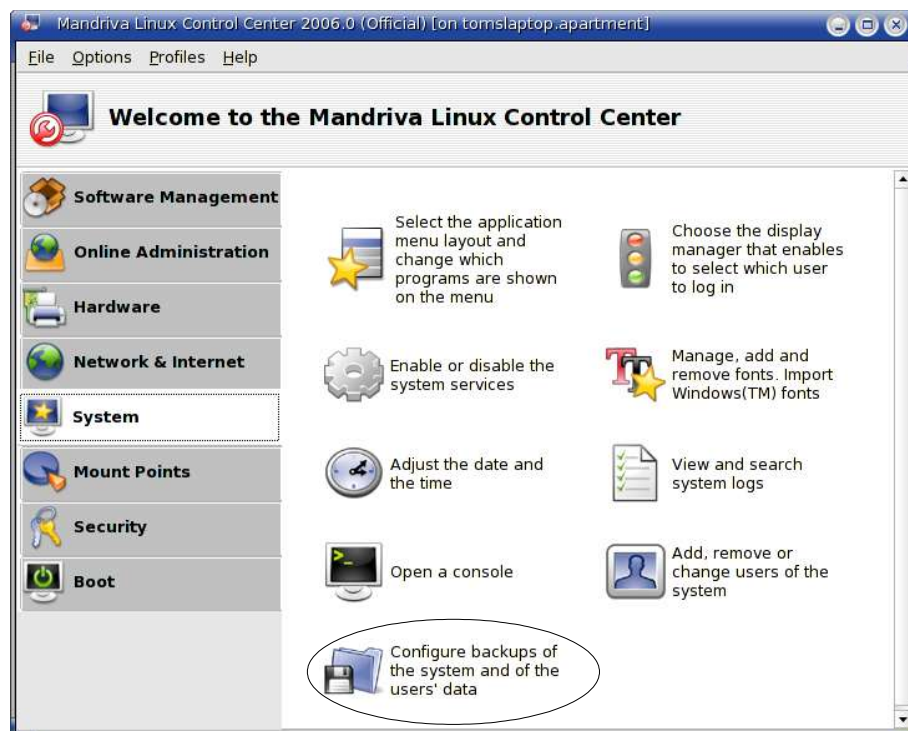 Mandriva Linux Control Center 2006.0 (Official) [on tomslaptop.apartment]
File Options Profiles Help
Welcome to the Mandriva Linux Control Center
Software Management
Online Administration
Hardware
Network & Internet
System
Mount Points
Security
Boot
Select the application
menu layout and
change which
programs are shown
on the menu
Choose the display
manager that enables
to select which user
to log in
Enable or disable the
system services
Manage, add and
remove fonts. Import
Windows(TM) fonts
Adjust the date and
the time
View and search
system logs
Open a console
Add, remove or
change users of the
system
Configure backups of
the system and of the
users' data